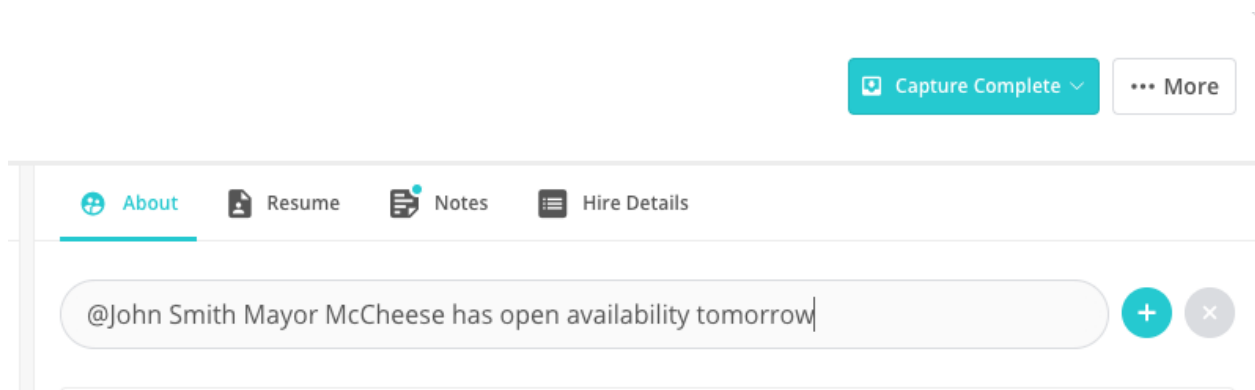 Capture Complete
••• More
About
Resume
Notes
Hire Details
@John Smith Mayor McCheese has open availability tomorrow